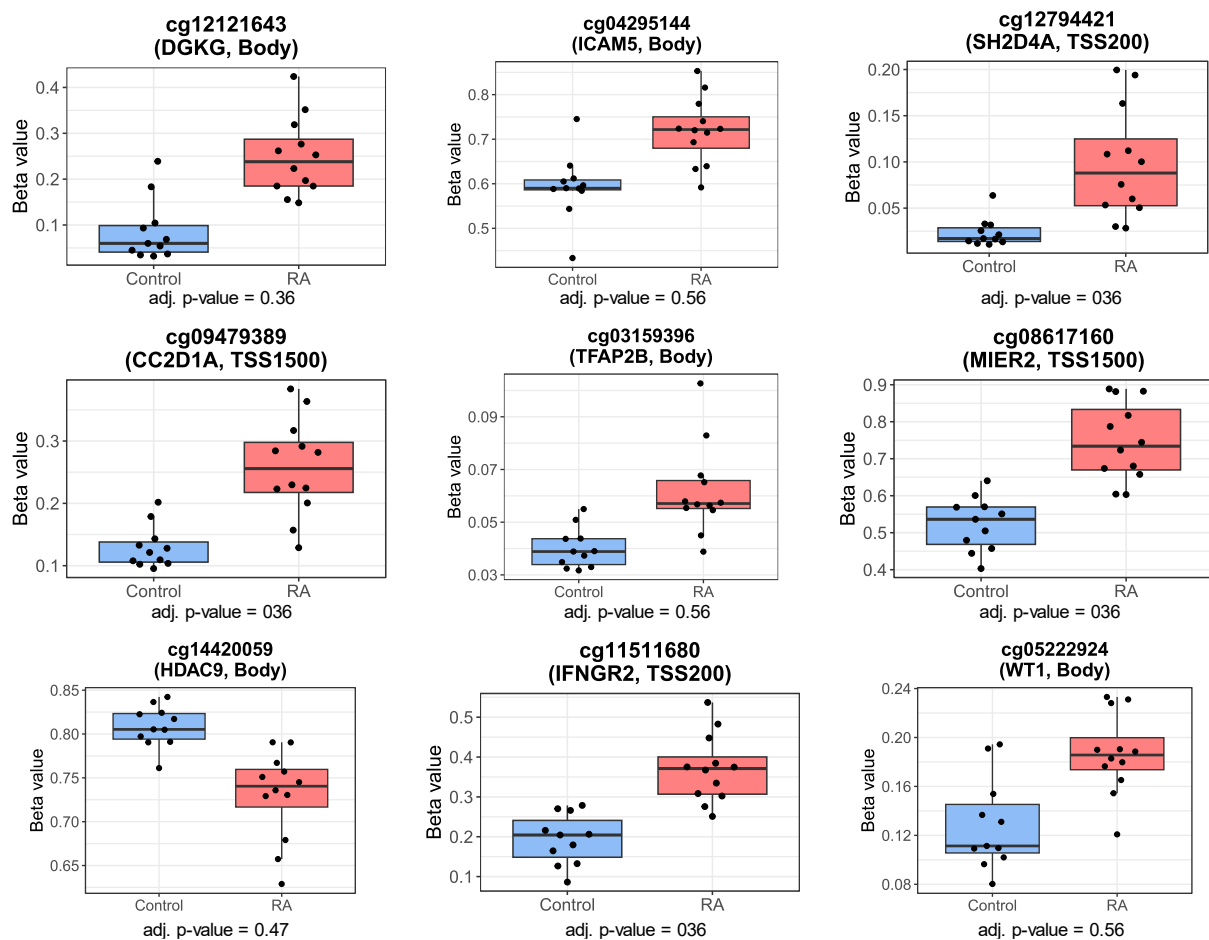 cg12121643
(DGKG, Body)
Beta value
0.4
0.3
0.2
0.1
Control
RA
adj. p-value = 0.36
cg04295144
(ICAM5, Body)
Beta value
0.8
0.7
0.6
0.5
Control
RA
adj. p-value = 0.56
cg12794421
(SH2D4A, TSS200)
Beta value
0.20
0.15
0.10
0.05
Control
RA
adj. p-value = 036
cg09479389
(CC2D1A, TSS1500)
Beta value
0.3
0.2
0.1
Control
RA
adj. p-value = 036
cg03159396
(TFAP2B, Body)
Beta value
0.09
0.07
0.05
0.03
Control
RA
adj. p-value = 0.56
cg08617160
(MIER2, TSS1500)
Beta value
0.9
0.8
0.7
0.6
0.5
0.4
Control
RA
adj. p-value = 036
cg14420059
(HDAC9, Body)
Beta value
0.85
0.80
0.75
0.70
0.65
Control
RA
adj. p-value = 0.47
cg11511680
(IFNGR2, TSS200)
Beta value
0.5
0.4
0.3
0.2
0.1
Control
RA
adj. p-value = 036
cg05222924
(WT1, Body)
Beta value
0.24
0.20
0.16
0.12
0.08
Control
RA
adj. p-value = 0.56